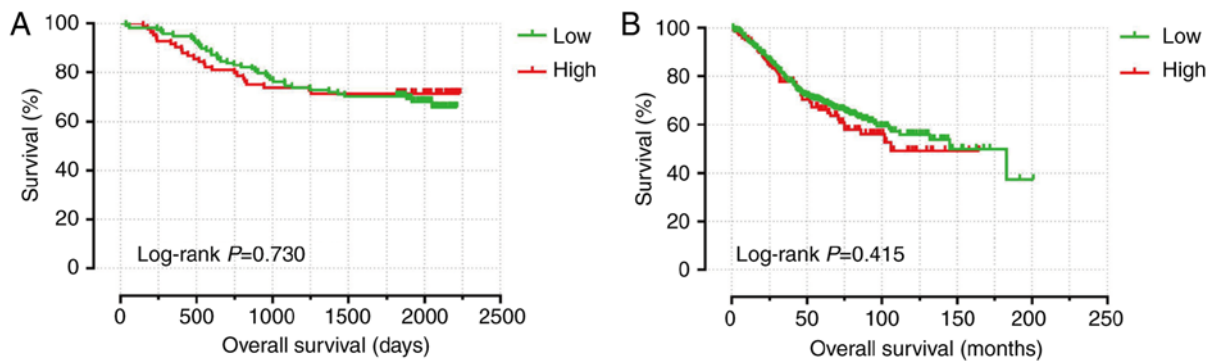 A
100
80
60
40
20
0
Survival (%)
Low
High
Log-rank P=0.730
0 500 1000 1500 2000 2500
Overall survival (days)
B
100
80
60
40
20
0
Survival (%)
Low
High
Log-rank P=0.415
0 50 100 150 200 250
Overall survival (months)